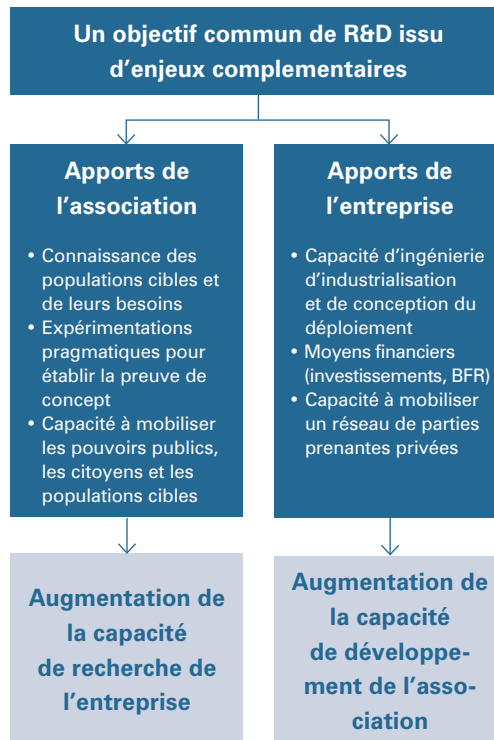 Un objectif commun de R&D issu
d'enjeux complementaires
Apports de
l'association
• Connaissance des
populations cibles et
de leurs besoins
• Expérimentations
pragmatiques pour
établir la preuve de
concept
• Capacité à mobiliser
les pouvoirs publics,
les citoyens et les
populations cibles
Apports de
l'entreprise
• Capacité d'ingénierie
d'industrialisation
et de conception du
déploiement
• Moyens financiers
(investissements, BFR)
• Capacité à mobiliser
un réseau de parties
prenantes privées
Augmentation de
la capacité
de recherche de
l'entreprise
Augmentation de
la capacité
de développe-
ment de l'asso-
ciation